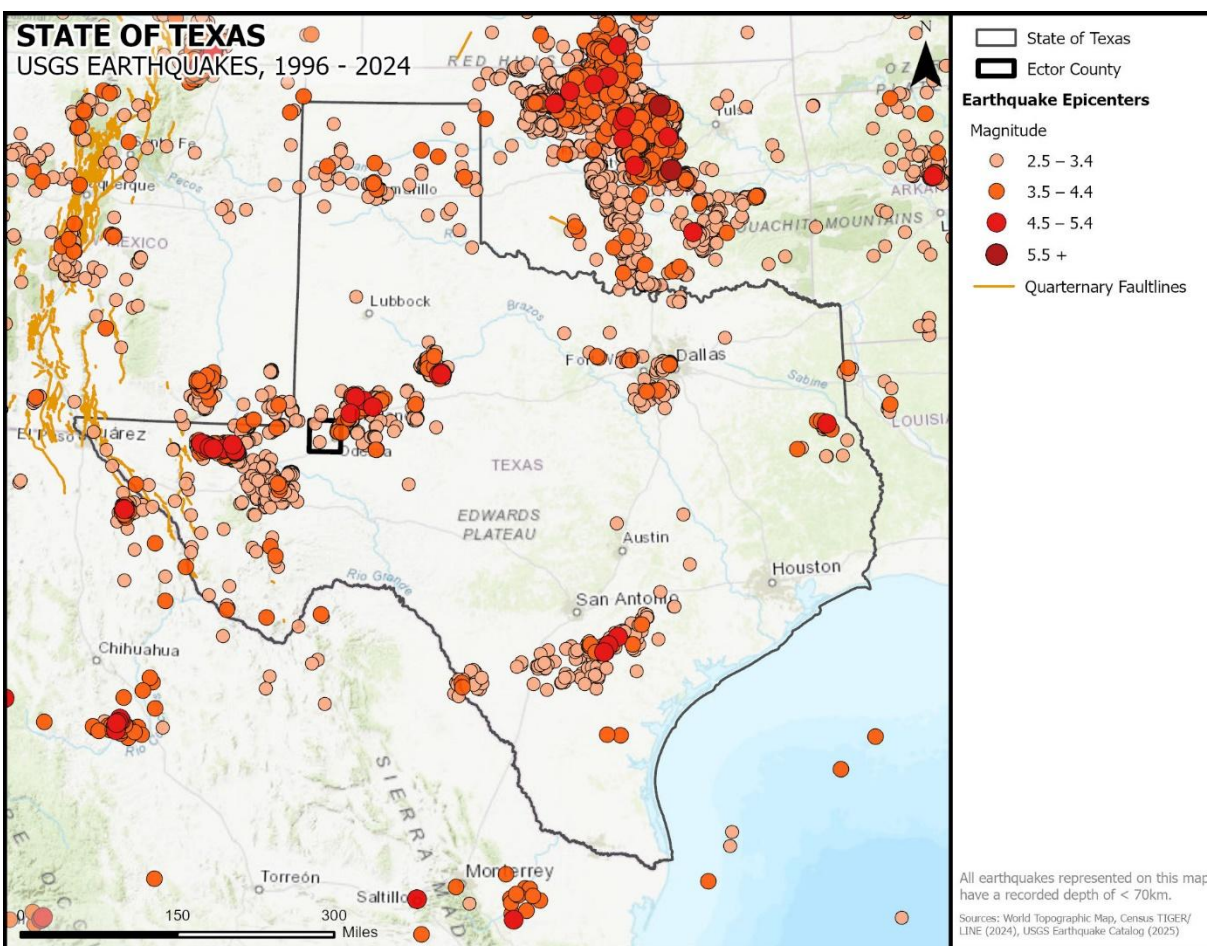 STATE OF TEXAS
USGS EARTHQUAKES, 1996 - 2024
N
State of Texas
Ector County
Earthquake Epicenters
Magnitude
2.5 – 3.4
3.5 – 4.4
4.5 – 5.4
5.5 +
Quarternary Faultlines
RED
Tulsa
Pecos
MEXICO
OUACHITA MOUNTAINS
Lubbock
Brazos
Dallas
Sabine
TEXAS
EDWARDS
PLATEAU
Austin
Houston
Rio Grande
San Antonio
Chihuahua
SIERRA
Monterrey
Torreón
Saltillo
0 150 300
Miles
All earthquakes represented on this map
have a recorded depth of < 70km.
Sources: World Topographic Map, Census TIGER/
LINE (2024), USGS Earthquake Catalog (2025)